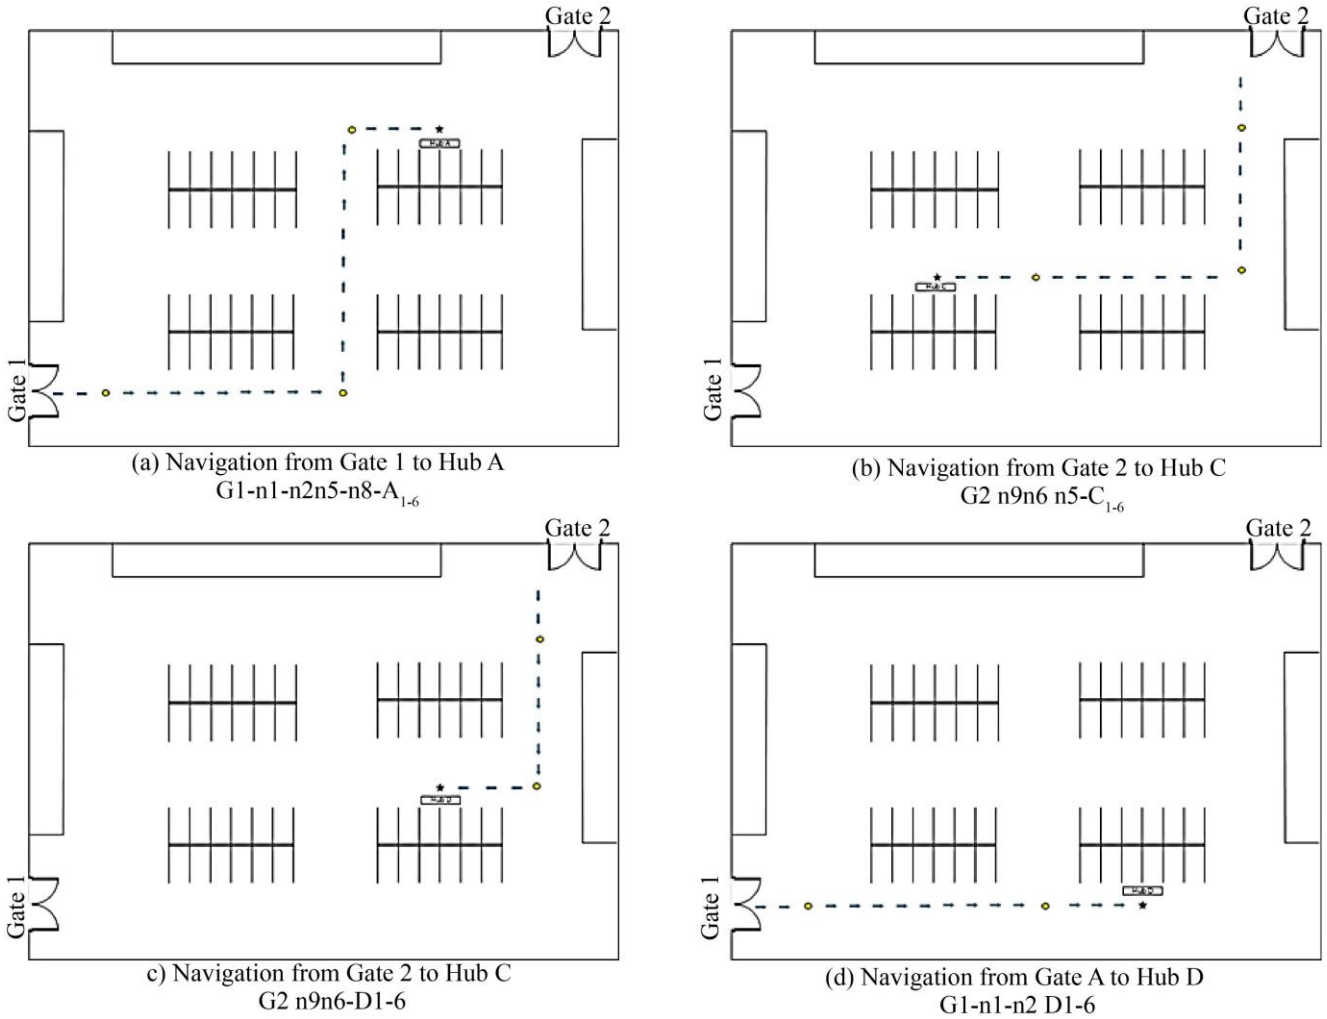 Gate 2
Hub A
Gate 1
(a) Navigation from Gate 1 to Hub A
G1-n1-n2n5-n8-A1-6
Gate 2
Hub C
Gate 1
(b) Navigation from Gate 2 to Hub C
G2 n9n6 n5-C1-6
Gate 2
Hub D
Gate 1
c) Navigation from Gate 2 to Hub C
G2 n9n6-D1-6
Gate 2
Hub D
Gate 1
(d) Navigation from Gate A to Hub D
G1-n1-n2 D1-6